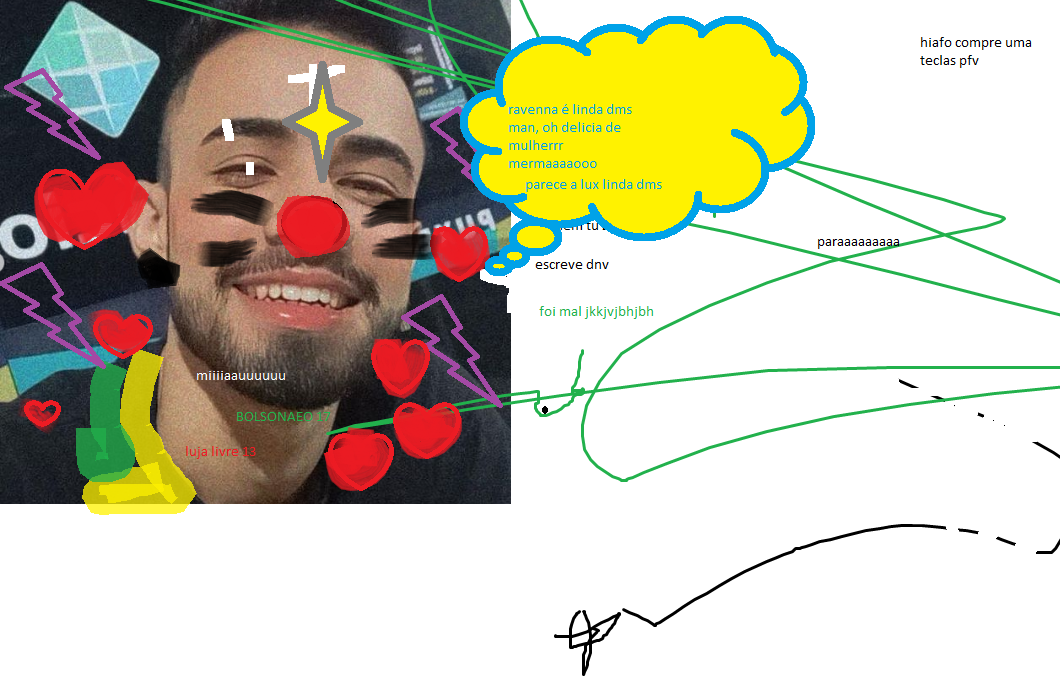 hiafo compre uma
teclas pfv
ravenna é linda dms
man, oh delicia de
mulherrr
mermaaaaooo
parece a lux linda dms
tu
paraaaaaaaaa
escreve dnv
foi mal jkkjvjbhjbh
miiiiaauuuuuu
BOLSONAEO 17
luja livre 13